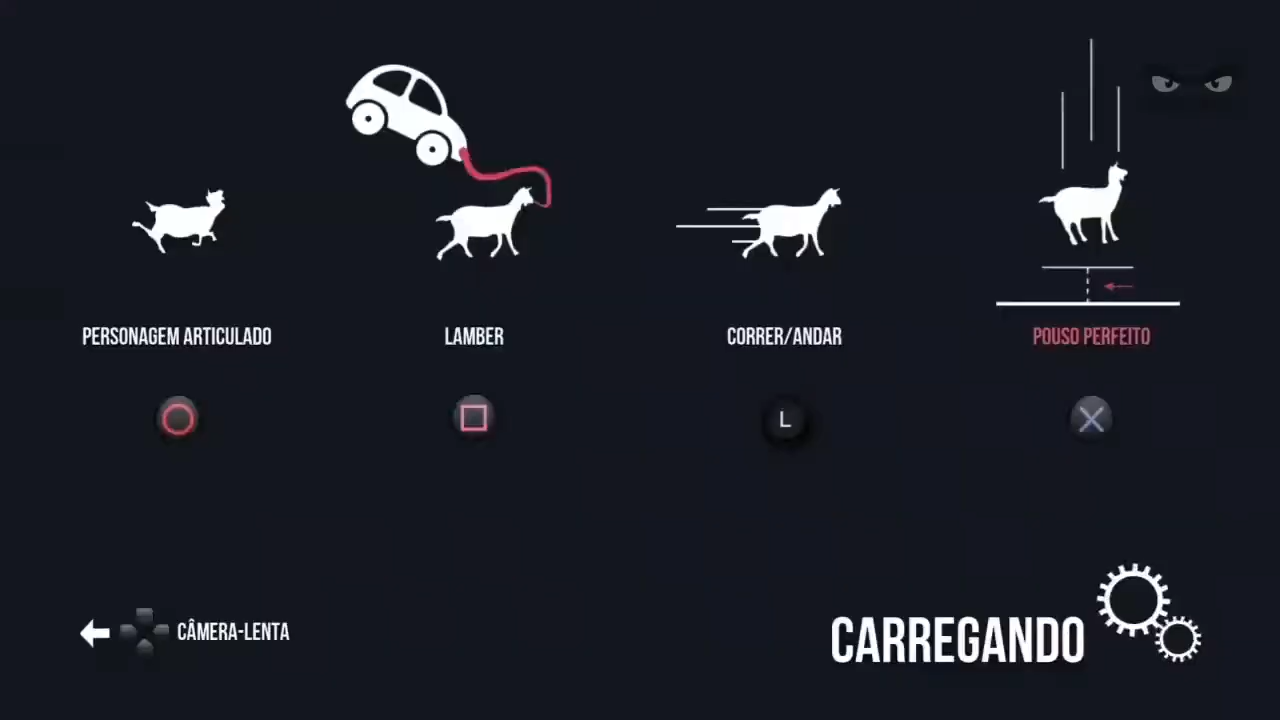 PERSONAGEM ARTICULADO
LAMBER
CORRER/ANDAR
POUSO PERFEITO
L
CÂMERA-LENTA
CARREGANDO